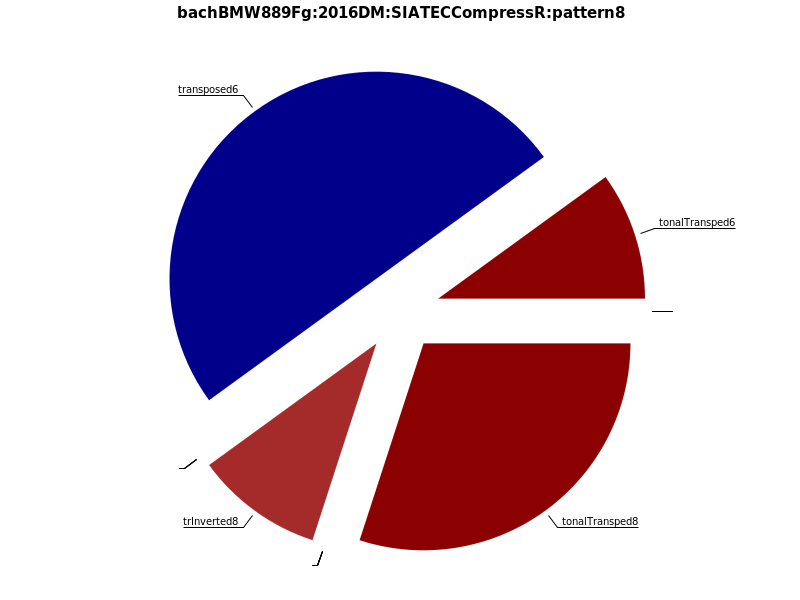 bachBMW889Fg:2016DM:SIATECCompressR:pattern8
transposed6
tonalTransped6
trInverted8
tonalTransped8